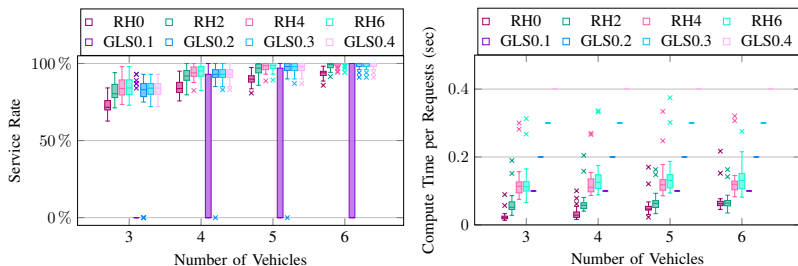 RH0 RH2 RH4 RH6
GLS0.1 GLS0.2 GLS0.3 GLS0.4
100 %
50 %
0 %
Service Rate
3 4 5 6
Number of Vehicles
RH0 RH2 RH4 RH6
GLS0.1 GLS0.2 GLS0.3 GLS0.4
0.4
0.2
0
Compute Time per Requests (sec)
3 4 5 6
Number of Vehicles